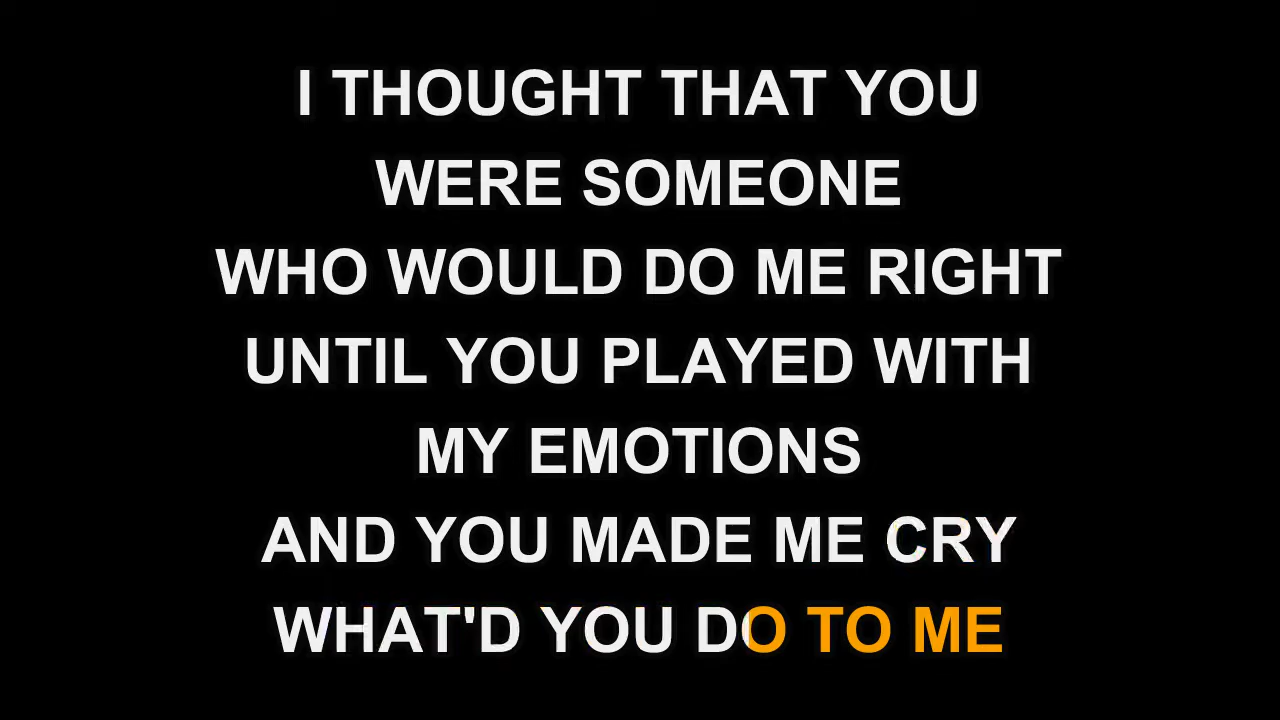 I THOUGHT THAT YOU
WERE SOMEONE
WHO WOULD DO ME RIGHT
UNTIL YOU PLAYED WITH
MY EMOTIONS
AND YOU MADE ME CRY
WHAT'D YOU DO TO ME